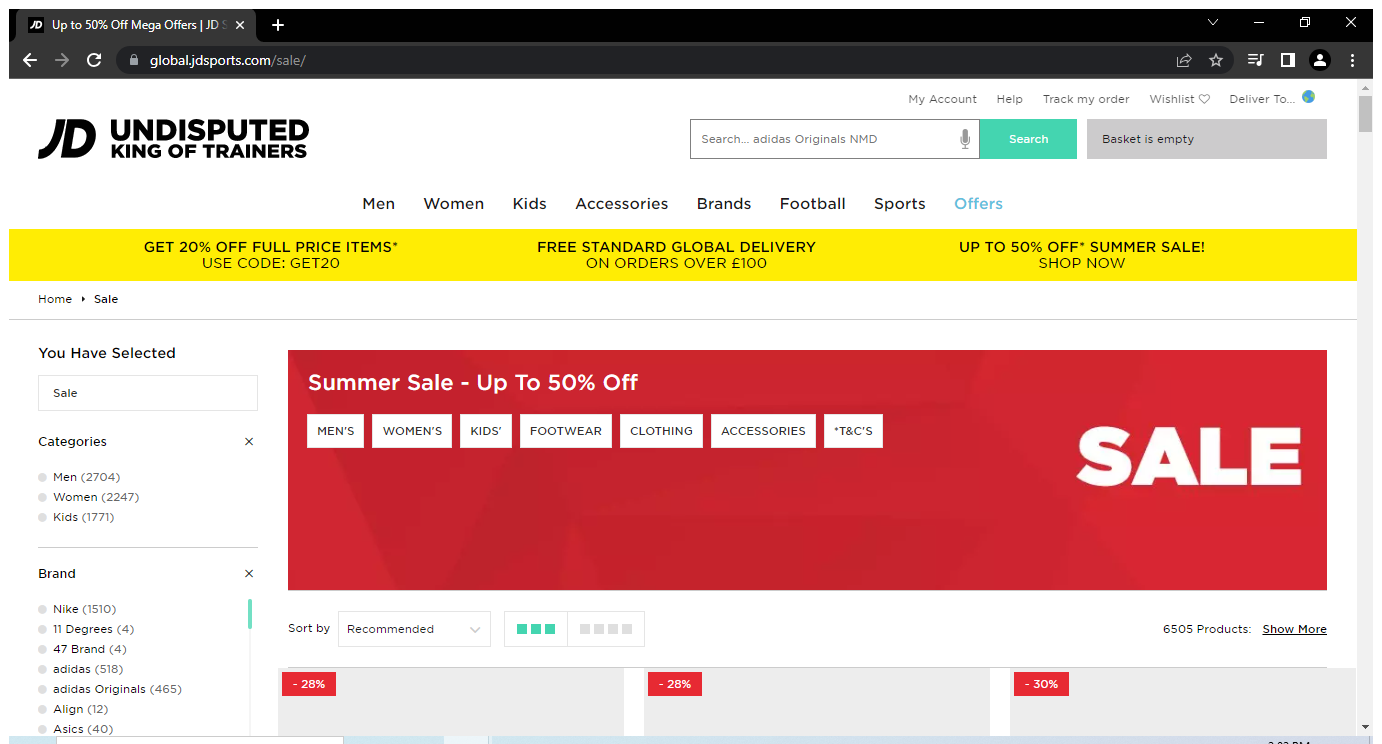 Up to 50% Off Mega Offers | JD S
global.jdsports.com/sale/
My Account Help Track my order Wishlist Deliver To...
JD UNDISPUTED
KING OF TRAINERS
Search... adidas Originals NMD Search Basket is empty
Men Women Kids Accessories Brands Football Sports Offers
GET 20% OFF FULL PRICE ITEMS* FREE STANDARD GLOBAL DELIVERY UP TO 50% OFF* SUMMER SALE!
USE CODE: GET20 ON ORDERS OVER £100 SHOP NOW
Home Sale
You Have Selected
Sale
Categories
Men (2704)
Women (2247)
Kids (1771)
Brand
Nike (1510)
11 Degrees (4)
47 Brand (4)
adidas (518)
adidas Originals (465)
Align (12)
Asics (40)
Summer Sale - Up To 50% Off
MEN'S WOMEN'S KIDS' FOOTWEAR CLOTHING ACCESSORIES *T&C'S
SALE
Sort by Recommended 6505 Products: Show More
- 28% - 28% - 30%